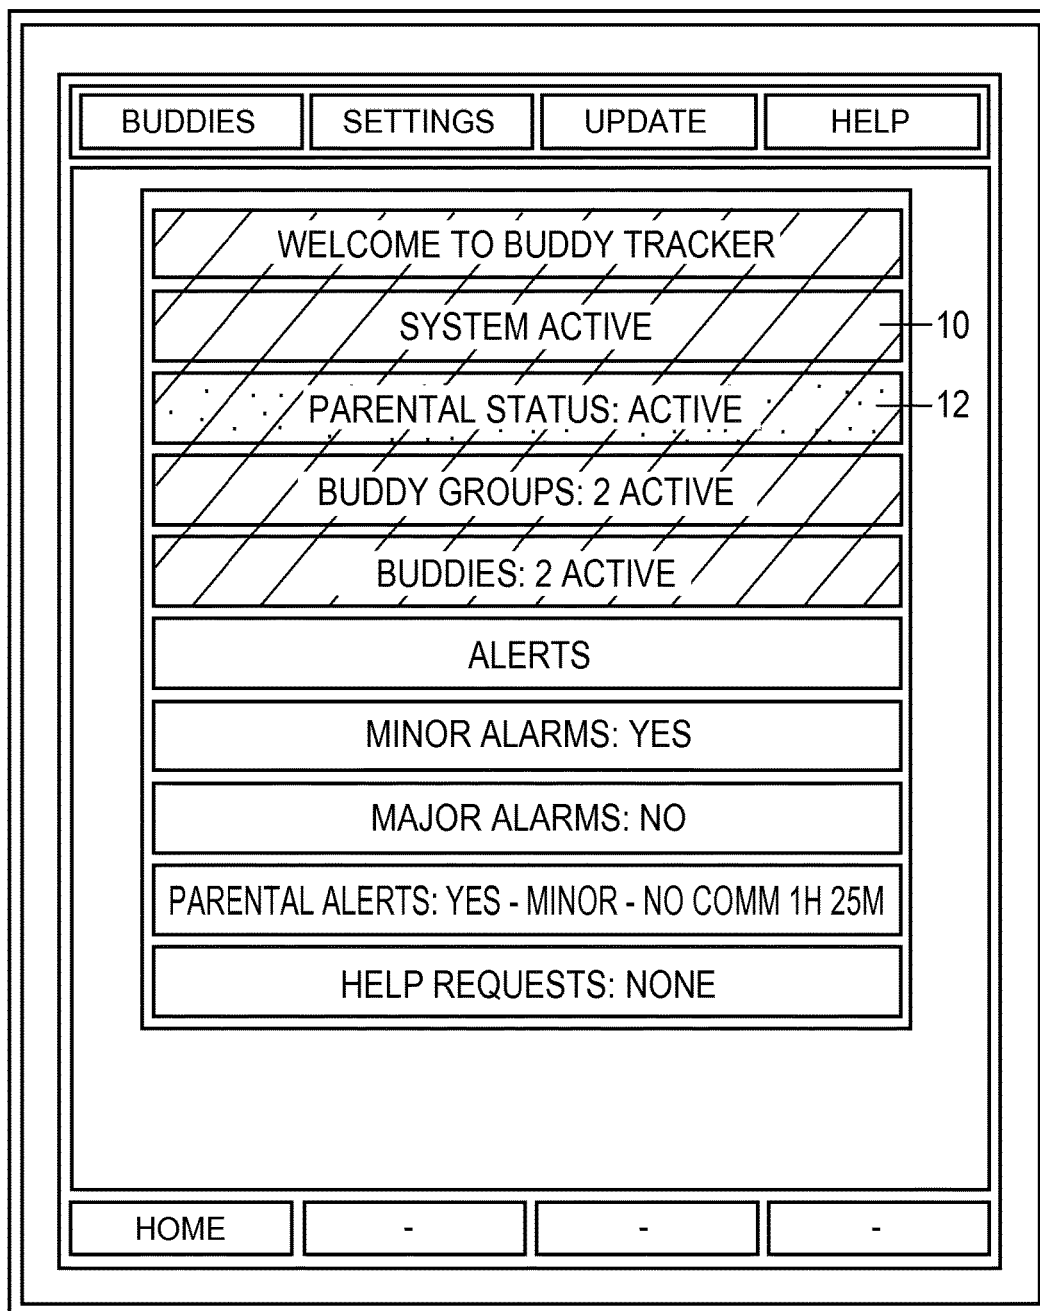 BUDDIES SETTINGS UPDATE HELP
WELCOME TO BUDDY TRACKER
SYSTEM ACTIVE 10
PARENTAL STATUS: ACTIVE 12
BUDDY GROUPS: 2 ACTIVE
BUDDIES: 2 ACTIVE
ALERTS
MINOR ALARMS: YES
MAJOR ALARMS: NO
PARENTAL ALERTS: YES - MINOR - NO COMM 1H 25M
HELP REQUESTS: NONE
HOME - - -